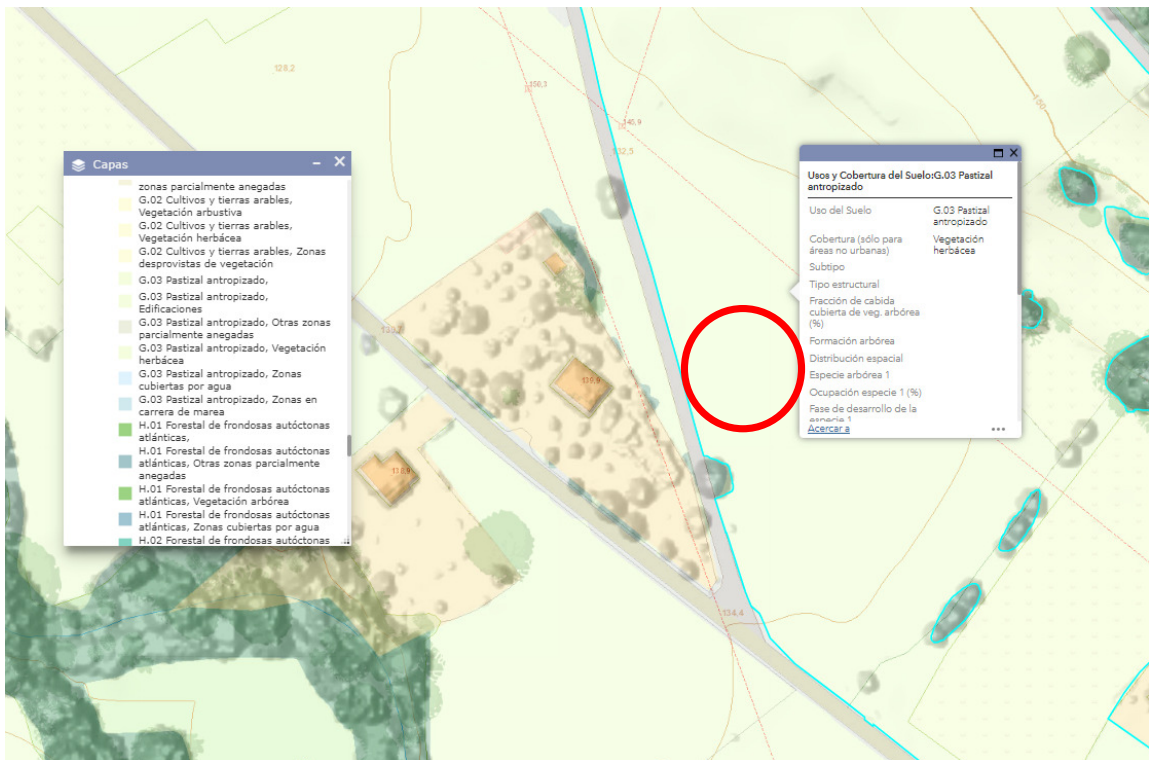 128,2
150,3
145,9
132,5
150
133,2
139,9
134,4
Capas
zonas parcialmente anegadas
G.02 Cultivos y tierras arables,
Vegetación arbustiva
G.02 Cultivos y tierras arables,
Vegetación herbácea
G.02 Cultivos y tierras arables, Zonas
desprovistas de vegetación
G.03 Pastizal antropizado,
G.03 Pastizal antropizado,
Edificaciones
G.03 Pastizal antropizado, Otras zonas
parcialmente anegadas
G.03 Pastizal antropizado, Vegetación
herbácea
G.03 Pastizal antropizado, Zonas
cubiertas por agua
G.03 Pastizal antropizado, Zonas en
carrera de marea
H.01 Forestal de frondosas autóctonas
atlánticas,
H.01 Forestal de frondosas autóctonas
atlánticas, Otras zonas parcialmente
anegadas
H.01 Forestal de frondosas autóctonas
atlánticas, Vegetación arbórea
H.01 Forestal de frondosas autóctonas
atlánticas, Zonas cubiertas por agua
H.02 Forestal de frondosas autóctonas
Usos y Cobertura del Suelo:G.03 Pastizal
antropizado
Uso del Suelo G.03 Pastizal
antropizado
Cobertura (sólo para Vegetación
áreas no urbanas) herbácea
Subtipo
Tipo estructural
Fracción de cabida
cubierta de veg. arbórea
(%)
Formación arbórea
Distribución espacial
Especie arbórea 1
Ocupación especie 1 (%)
Fase de desarrollo de la
especie 1
Acercar a